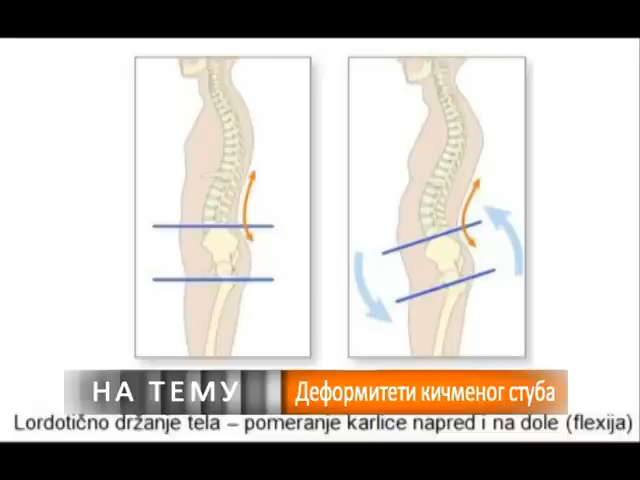 НА ТЕМУ
Деформитети кичменог стуба
Lordotično držanje tela – pomeranje karlice napred i na dole (flexija)